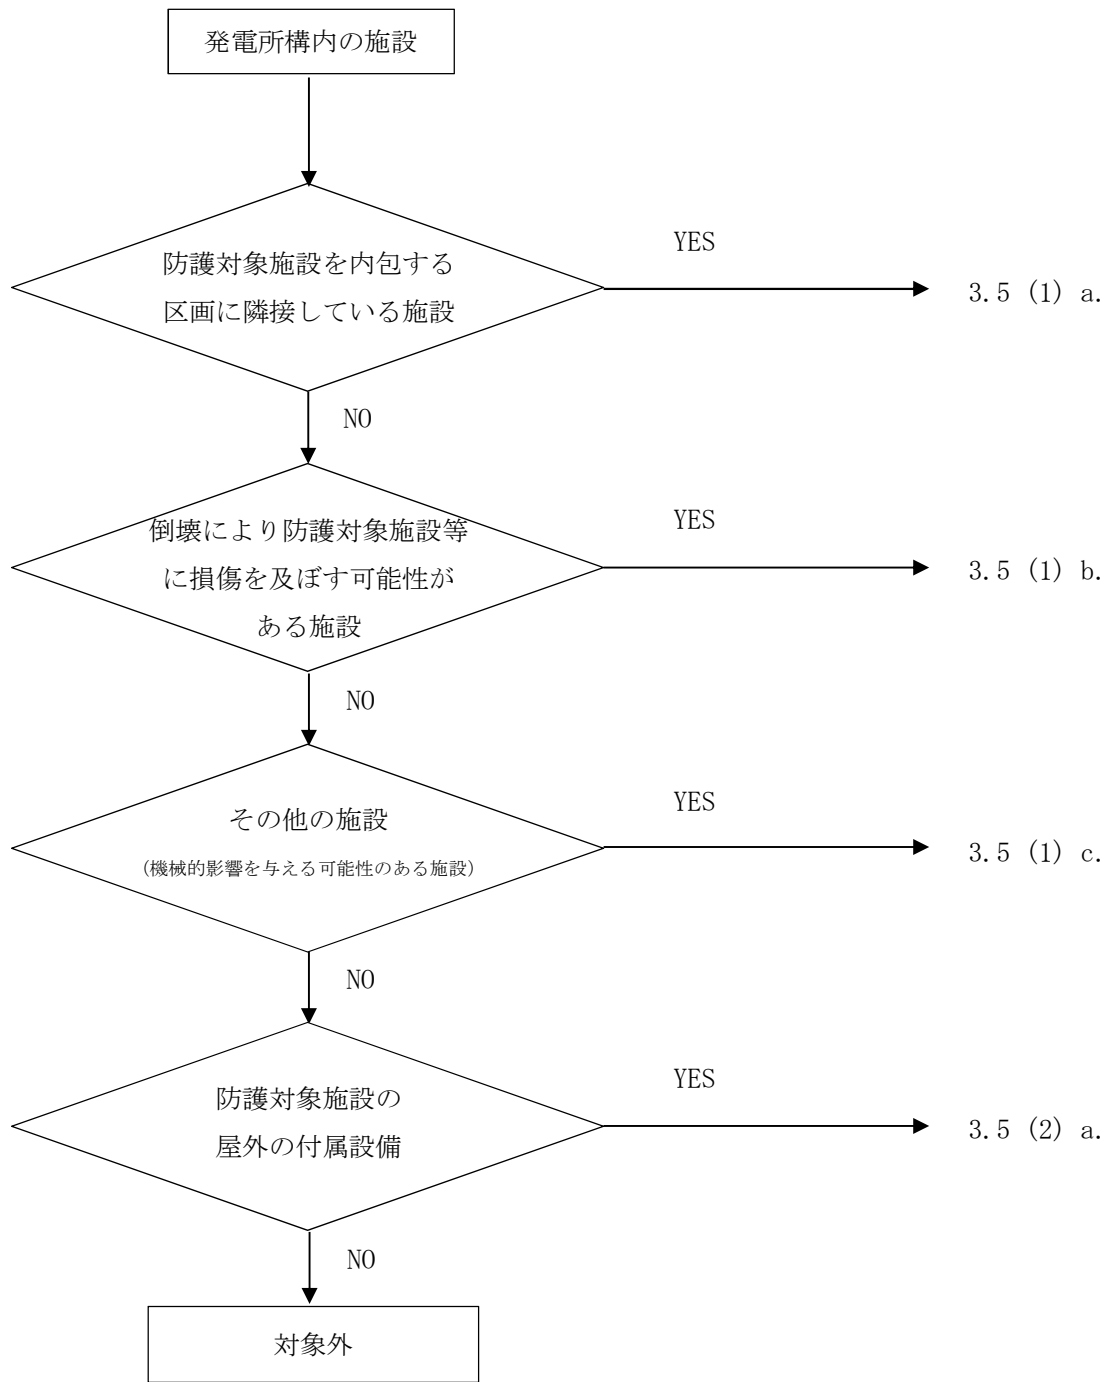 発電所構内の施設
防護対象施設を内包する
区画に隣接している施設
YES
3.5 (1) a.
NO
倒壊により防護対象施設等
に損傷を及ぼす可能性が
ある施設
YES
3.5 (1) b.
NO
その他の施設
(機械的影響を与える可能性のある施設)
YES
3.5 (1) c.
NO
防護対象施設の
屋外の付属設備
YES
3.5 (2) a.
NO
対象外